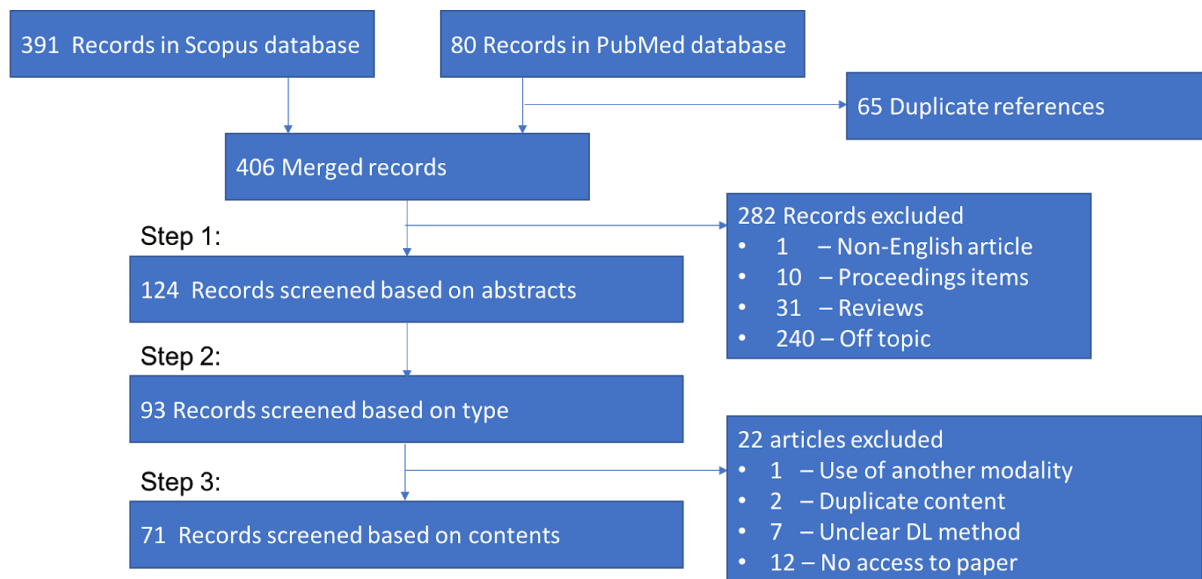 391 Records in Scopus database
80 Records in PubMed database
65 Duplicate references
406 Merged records
282 Records excluded
• 1 – Non-English article
• 10 – Proceedings items
• 31 – Reviews
• 240 – Off topic
Step 1:
124 Records screened based on abstracts
Step 2:
93 Records screened based on type
22 articles excluded
• 1 – Use of another modality
• 2 – Duplicate content
• 7 – Unclear DL method
• 12 – No access to paper
Step 3:
71 Records screened based on contents